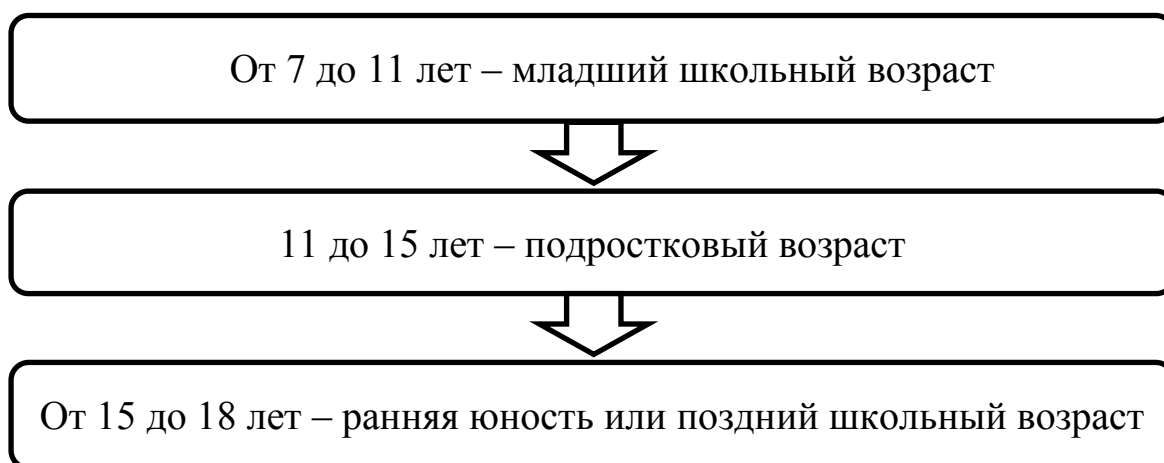 От 7 до 11 лет – младший школьный возраст
11 до 15 лет – подростковый возраст
От 15 до 18 лет – ранняя юность или поздний школьный возраст